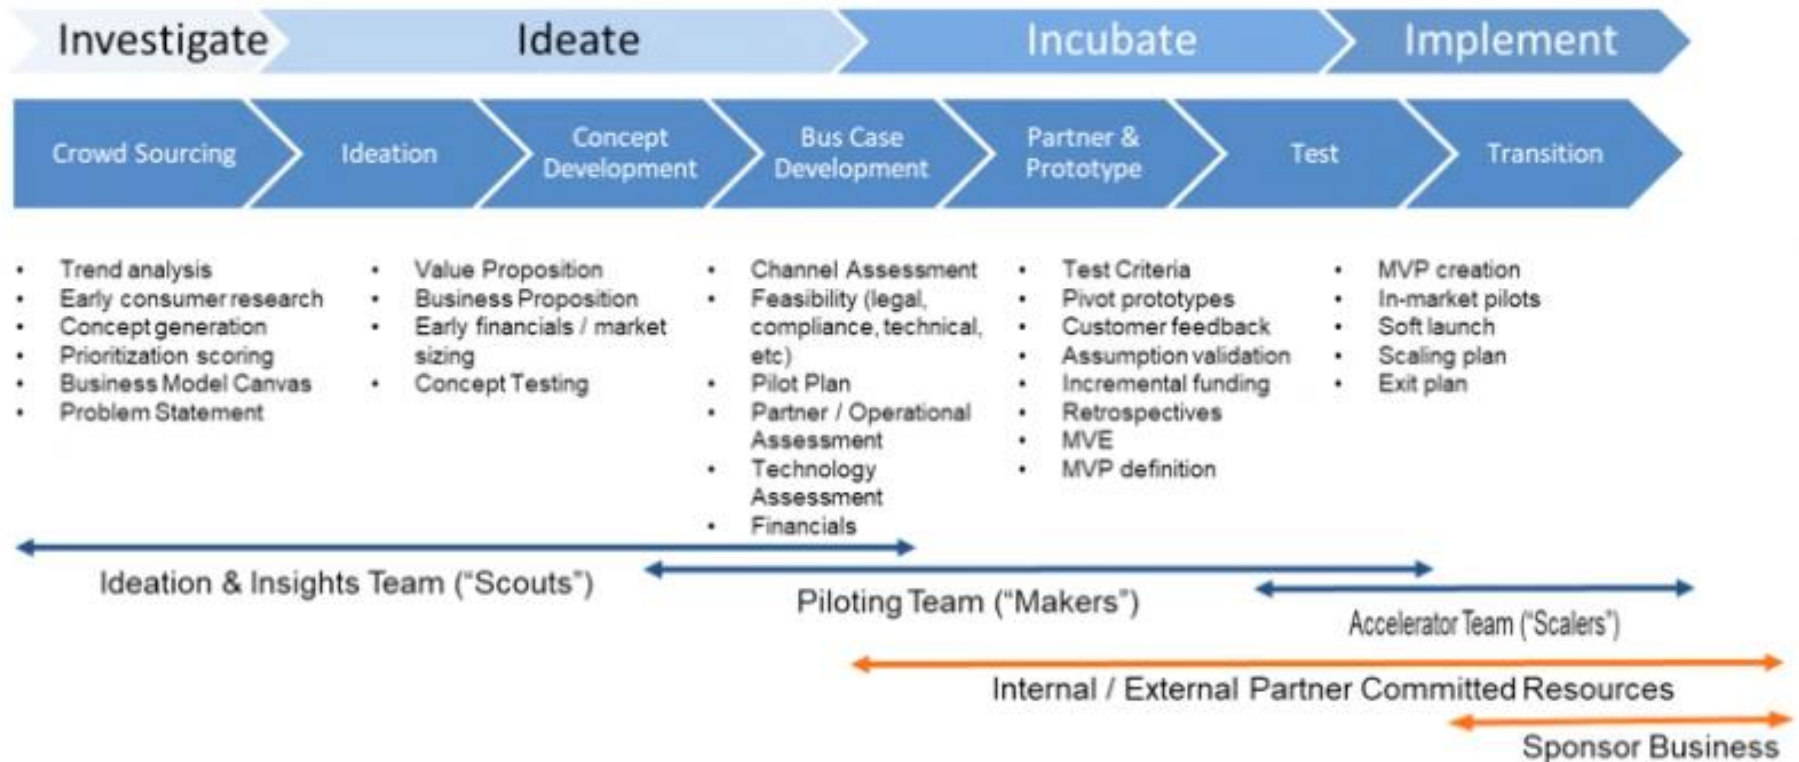 Investigate
Ideate
Incubate
Implement
Crowd Sourcing
Ideation
Concept
Development
Bus Case
Development
Partner &
Prototype
Test
Transition
• Trend analysis
• Early consumer research
• Concept generation
• Prioritization scoring
• Business Model Canvas
• Problem Statement
• Value Proposition
• Business Proposition
• Early financials / market
sizing
• Concept Testing
• Channel Assessment
• Feasibility (legal,
compliance, technical,
etc)
• Pilot Plan
• Partner / Operational
Assessment
• Technology
Assessment
• Financials
• Test Criteria
• Pivot prototypes
• Customer feedback
• Assumption validation
• Incremental funding
• Retrospectives
• MVE
• MVP definition
• MVP creation
• In-market pilots
• Soft launch
• Scaling plan
• Exit plan
Ideation & Insights Team (“Scouts”)
Piloting Team (“Makers”)
Accelerator Team (“Scalers”)
Internal / External Partner Committed Resources
Sponsor Business